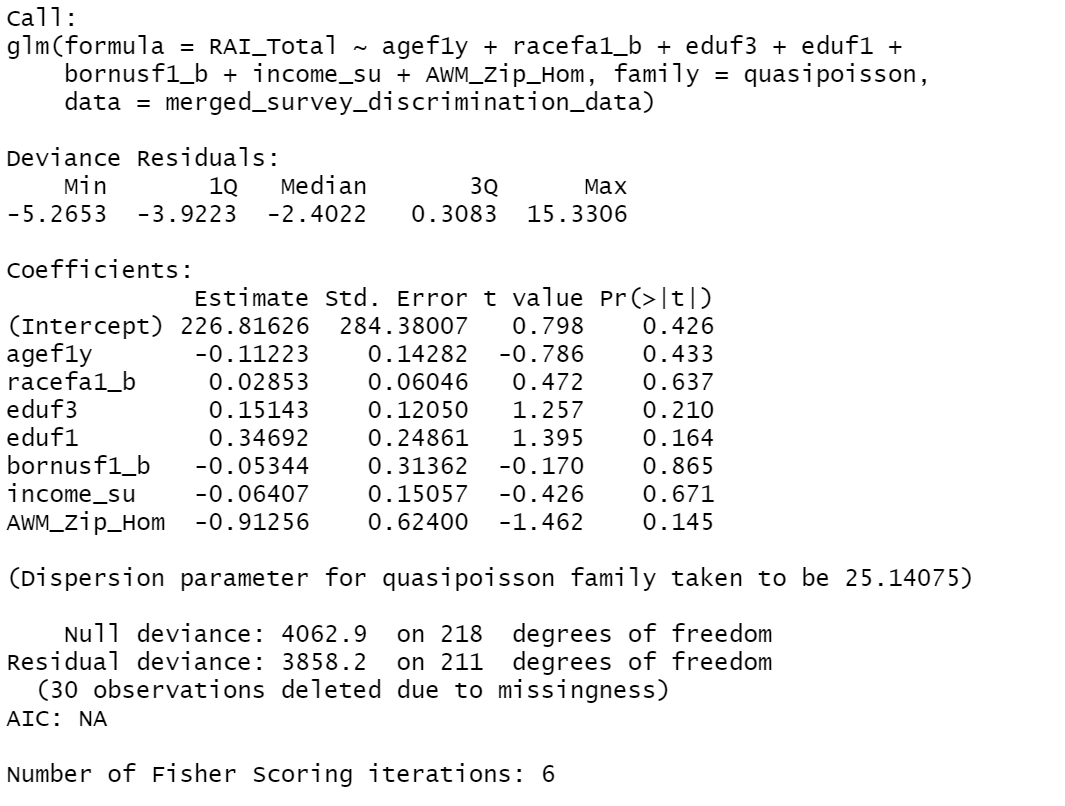 Call:
glm(formula = RAI_Total ~ agef1y + racefa1_b + eduf3 + eduf1 +
    bornusf1_b + income_su + AWM_Zip_Hom, family = quasipoisson,
    data = merged_survey_discrimination_data)

Deviance Residuals:
    Min       1Q   Median       3Q      Max
-5.2653  -3.9223  -2.4022   0.3083  15.3306

Coefficients:
             Estimate Std. Error t value Pr(>|t|)
(Intercept) 226.81626  284.38007   0.798    0.426
agef1y       -0.11223    0.14282  -0.786    0.433
racefa1_b     0.02853    0.06046   0.472    0.637
eduf3         0.15143    0.12050   1.257    0.210
eduf1         0.34692    0.24861   1.395    0.164
bornusf1_b   -0.05344    0.31362  -0.170    0.865
income_su    -0.06407    0.15057  -0.426    0.671
AWM_Zip_Hom  -0.91256    0.62400  -1.462    0.145

(Dispersion parameter for quasipoisson family taken to be 25.14075)

    Null deviance: 4062.9  on 218  degrees of freedom
Residual deviance: 3858.2  on 211  degrees of freedom
  (30 observations deleted due to missingness)
AIC: NA

Number of Fisher Scoring iterations: 6